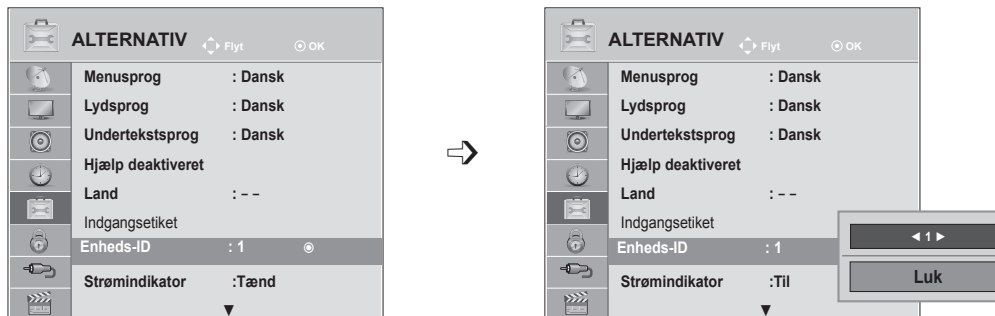 ALTERNATIV Flyt OK
Menusprog : Dansk
Lydsprog : Dansk
Undertekstsprog : Dansk
Hjælp deaktiveret
Land : – –
Indgangsetiket
Enheds-ID : 1
Strømindikator :Tænd
ALTERNATIV Flyt OK
Menusprog : Dansk
Lydsprog : Dansk
Undertekstsprog : Dansk
Hjælp deaktiveret
Land : – –
Indgangsetiket
Enheds-ID : 1
Strømindikator :Til
◄ 1 ►
Luk